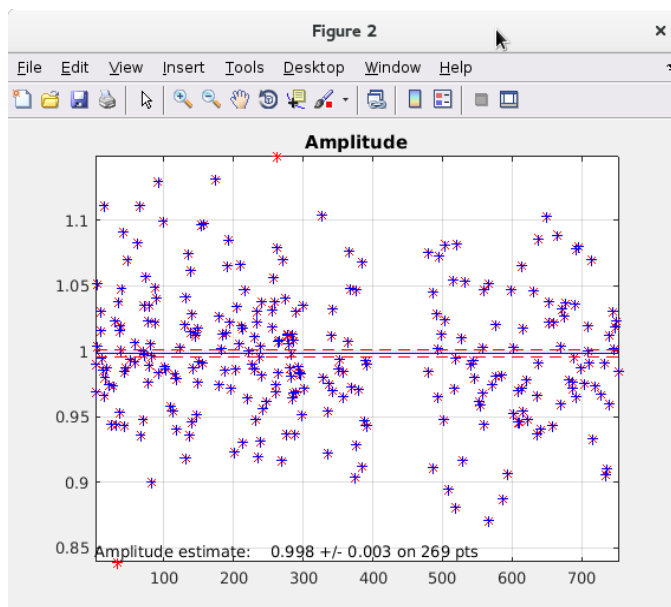 Figure 2
File Edit View Insert Tools Desktop Window Help
Amplitude
1.1
1.05
1
0.95
0.9
0.85
Amplitude estimate: 0.998 +/- 0.003 on 269 pts
100 200 300 400 500 600 700